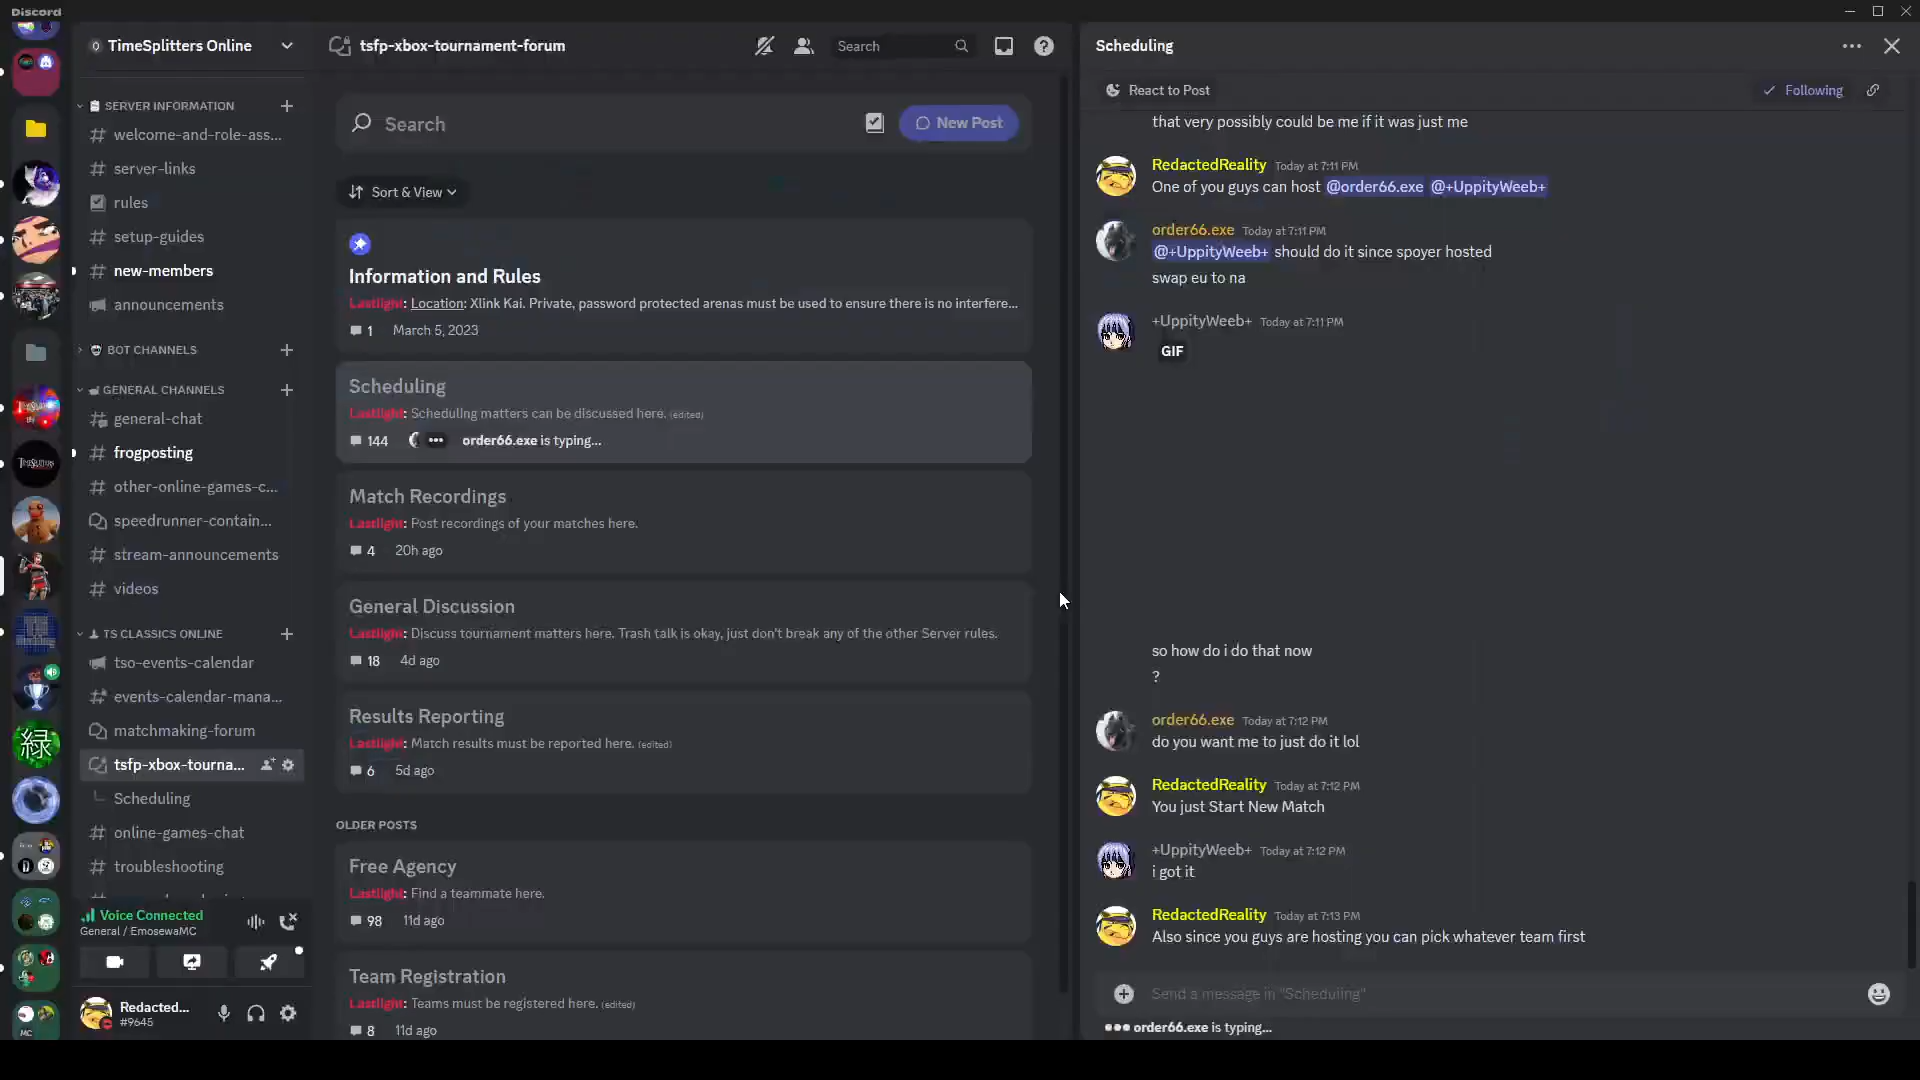 Discord
TimeSplitters Online
SERVER INFORMATION
welcome-and-role-ass...
server-links
rules
setup-guides
new-members
announcements
BOT CHANNELS
GENERAL CHANNELS
general-chat
frogposting
other-online-games-c...
speedrunner-contain...
stream-announcements
videos
TS CLASSICS ONLINE
tso-events-calendar
events-calendar-mana...
matchmaking-forum
tsfp-xbox-tourna...
Scheduling
online-games-chat
troubleshooting
Voice Connected
General / EmosewaMC
Redacted...
#9645
tsfp-xbox-tournament-forum
Search
Search
New Post
Sort & View
Information and Rules
Lastlight: Location: Xlink Kai. Private, password protected arenas must be used to ensure there is no interfere...
1 March 5, 2023
Scheduling
Lastlight: Scheduling matters can be discussed here. (edited)
144 order66.exe is typing...
Match Recordings
Lastlight: Post recordings of your matches here.
4 20h ago
General Discussion
Lastlight: Discuss tournament matters here. Trash talk is okay, just don't break any of the other Server rules.
18 4d ago
Results Reporting
Lastlight: Match results must be reported here. (edited)
6 5d ago
OLDER POSTS
Free Agency
Lastlight: Find a teammate here.
98 11d ago
Team Registration
Lastlight: Teams must be registered here. (edited)
8 11d ago
Scheduling
React to Post
Following
that very possibly could be me if it was just me
RedactedReality Today at 7:11 PM
One of you guys can host @order66.exe @+UppityWeeb+
order66.exe Today at 7:11 PM
@+UppityWeeb+ should do it since spoyer hosted
swap eu to na
+UppityWeeb+ Today at 7:11 PM
GIF
so how do i do that now
?
order66.exe Today at 7:12 PM
do you want me to just do it lol
RedactedReality Today at 7:12 PM
You just Start New Match
+UppityWeeb+ Today at 7:12 PM
i got it
RedactedReality Today at 7:13 PM
Also since you guys are hosting you can pick whatever team first
Send a message in "Scheduling"
order66.exe is typing...
緑
MC